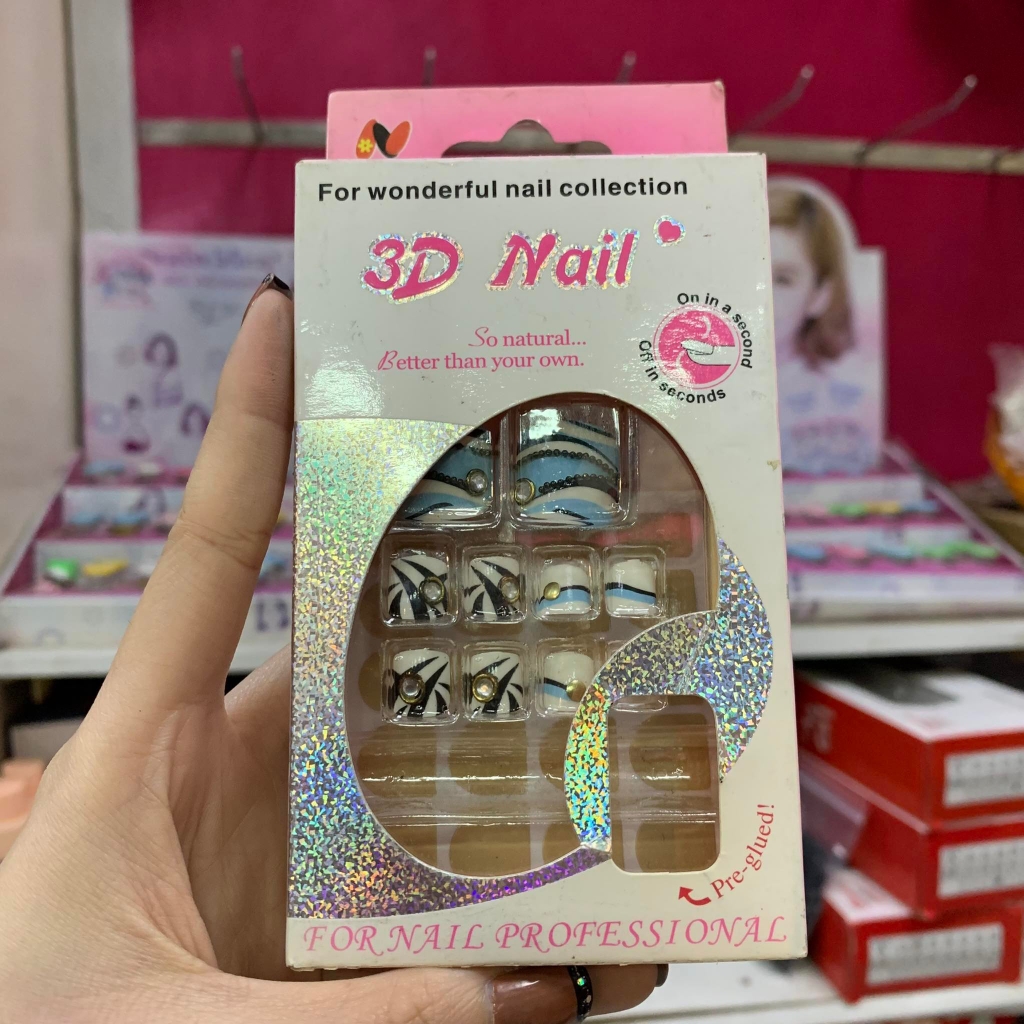 For wonderful nail collection
3D Nail
So natural...
Better than your own.
On in a second
Off in seconds
Pre-glued!
FOR NAIL PROFESSIONAL